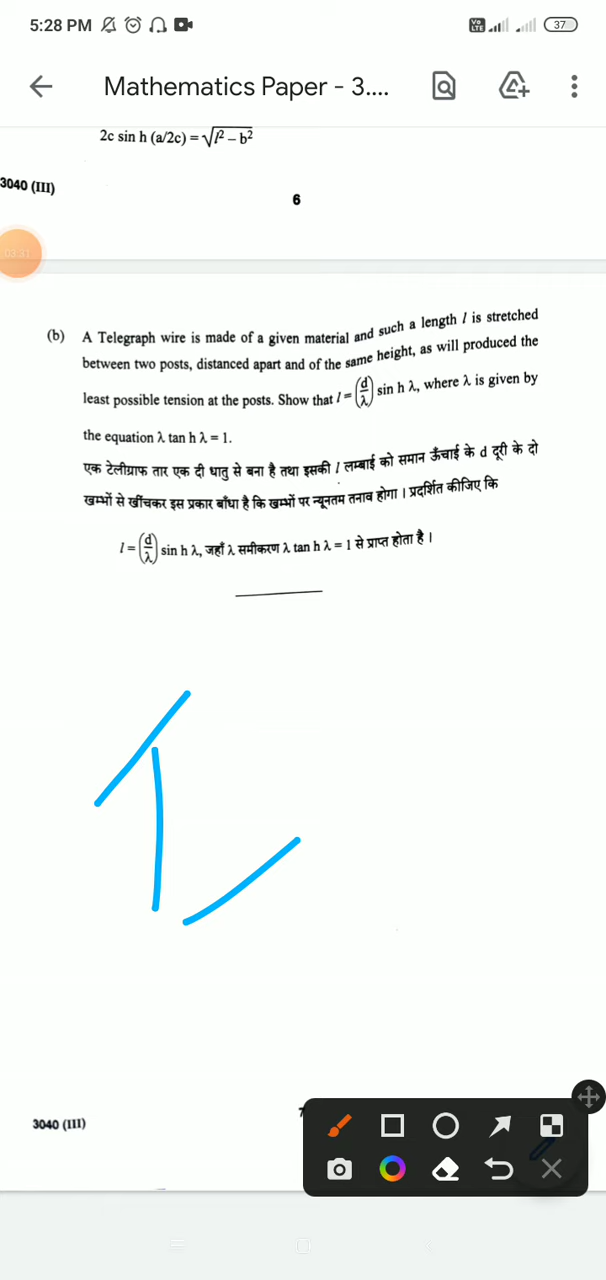 5:28 PM Vo LTE 37
Mathematics Paper - 3....
2c sin h (a/2c) = √l² – b²
3040 (III)
6
03:31
(b) A Telegraph wire is made of a given material and such a length l is stretched
between two posts, distanced apart and of the same height, as will produced the
least possible tension at the posts. Show that l = (d/λ) sin h λ, where λ is given by
the equation λ tan h λ = 1.
एक टेलीग्राफ तार एक दी धातु से बना है तथा इसकी l लम्बाई को समान ऊँचाई के d दूरी के दो
खम्भों से खींचकर इस प्रकार बाँधा है कि खम्भों पर न्यूनतम तनाव होगा । प्रदर्शित कीजिए कि
l = (d/λ) sin h λ, जहाँ λ समीकरण λ tan h λ = 1 से प्राप्त होता है ।
3040 (III)